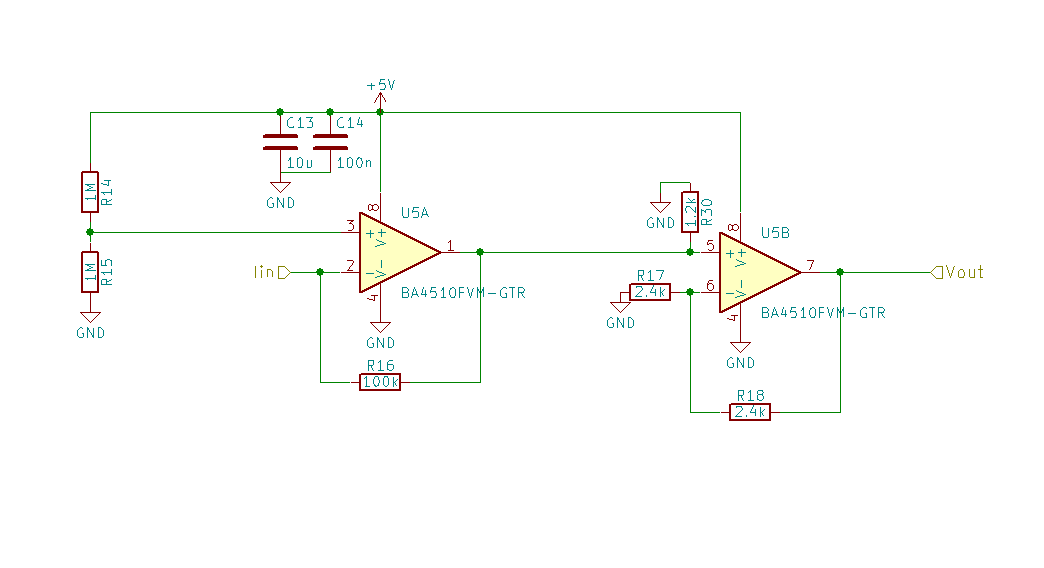 +5V
C13
C14
10u
100n
GND
1M
R14
8
U5A
3
+
V+
1
2
-
V-
4
BA4510FVM-GTR
GND
Iin
1M
R15
GND
R16
100k
GND
1.2k
R30
8
U5B
5
+
V+
7
6
-
V-
4
BA4510FVM-GTR
GND
R17
2.4k
GND
Vout
R18
2.4k